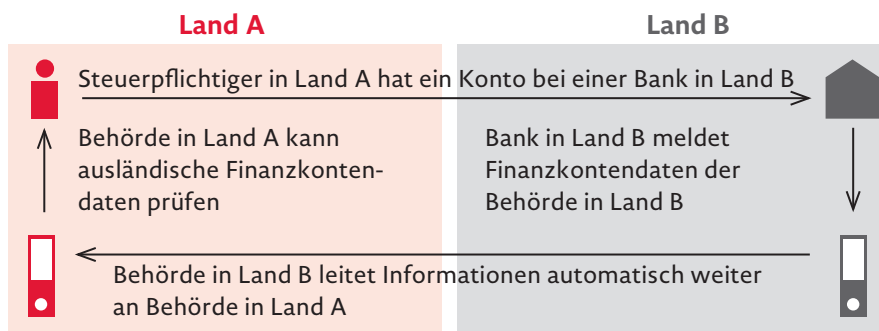 Land A
Land B
Steuerpflichtiger in Land A hat ein Konto bei einer Bank in Land B
Behörde in Land A kann
ausländische Finanzkonten-
daten prüfen
Bank in Land B meldet
Finanzkontendaten der
Behörde in Land B
Behörde in Land B leitet Informationen automatisch weiter
an Behörde in Land A